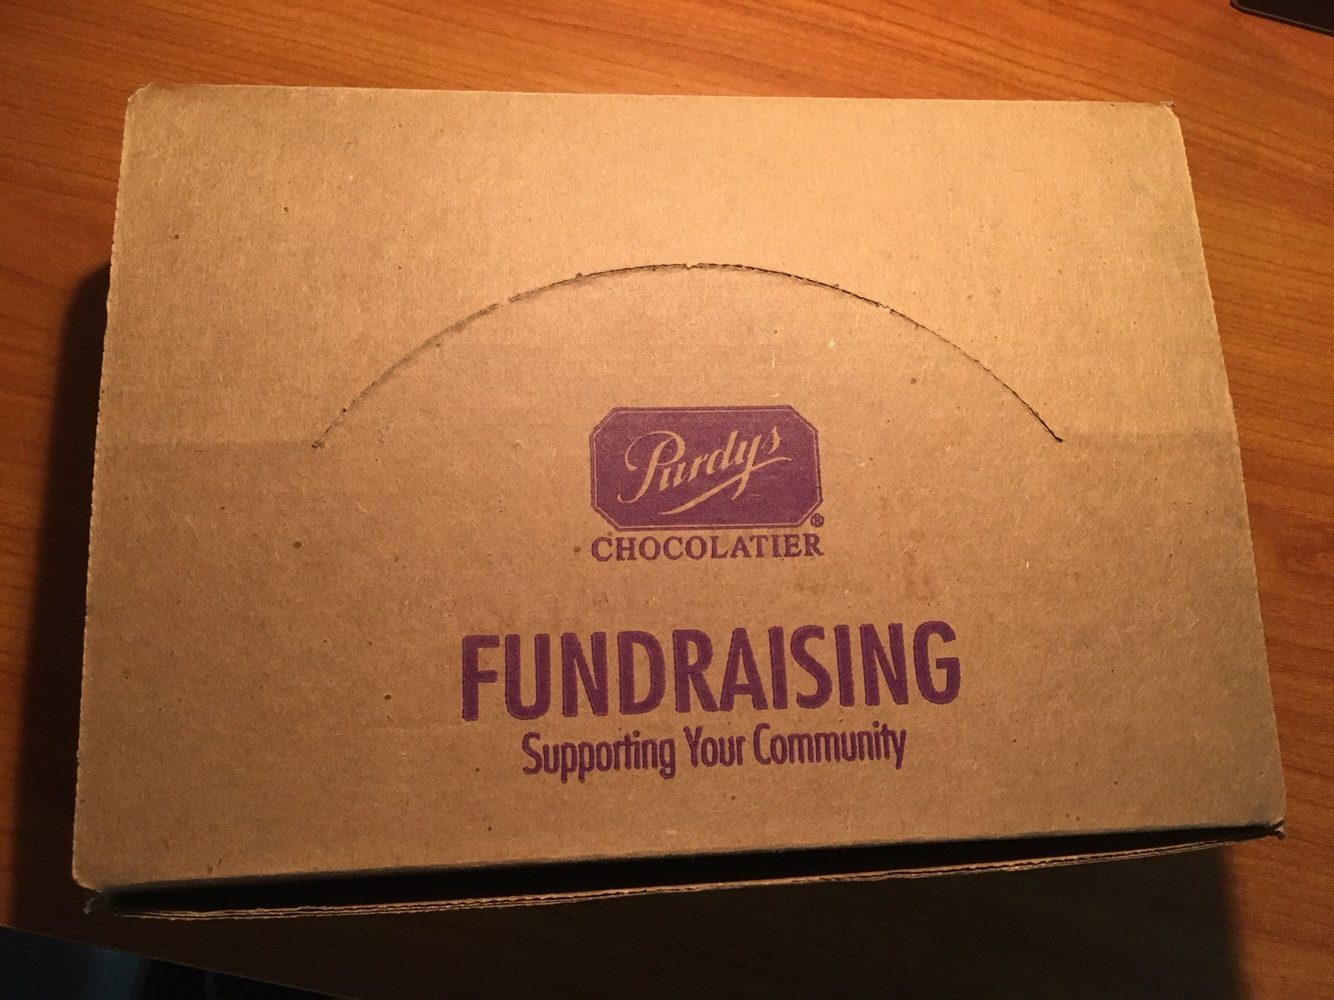 Purdys
®
CHOCOLATIER
FUNDRAISING
Supporting Your Community